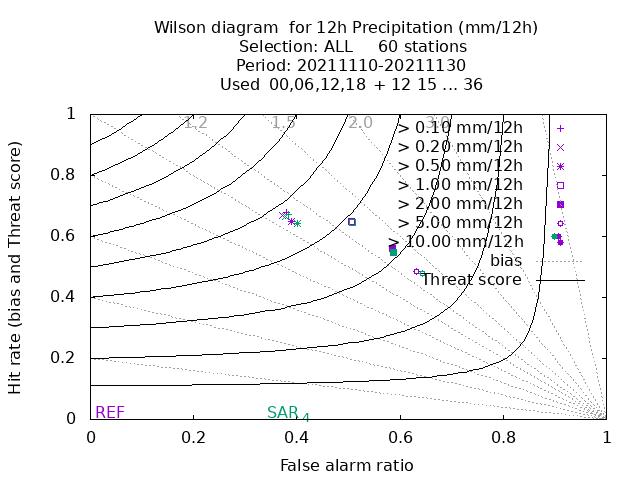 Wilson diagram  for 12h Precipitation (mm/12h)
Selection: ALL     60 stations
Period: 20211110-20211130
Used  00,06,12,18  + 12 15 ... 36
1.2 1.5 2.0 3.0
> 0.10 mm/12h
> 0.20 mm/12h
> 0.50 mm/12h
> 1.00 mm/12h
> 2.00 mm/12h
> 5.00 mm/12h
> 10.00 mm/12h
bias
Threat score
1
0.8
0.6
0.4
0.2
0
Hit rate (bias and Threat score)
REF SAR_4
0 0.2 0.4 0.6 0.8 1
False alarm ratio